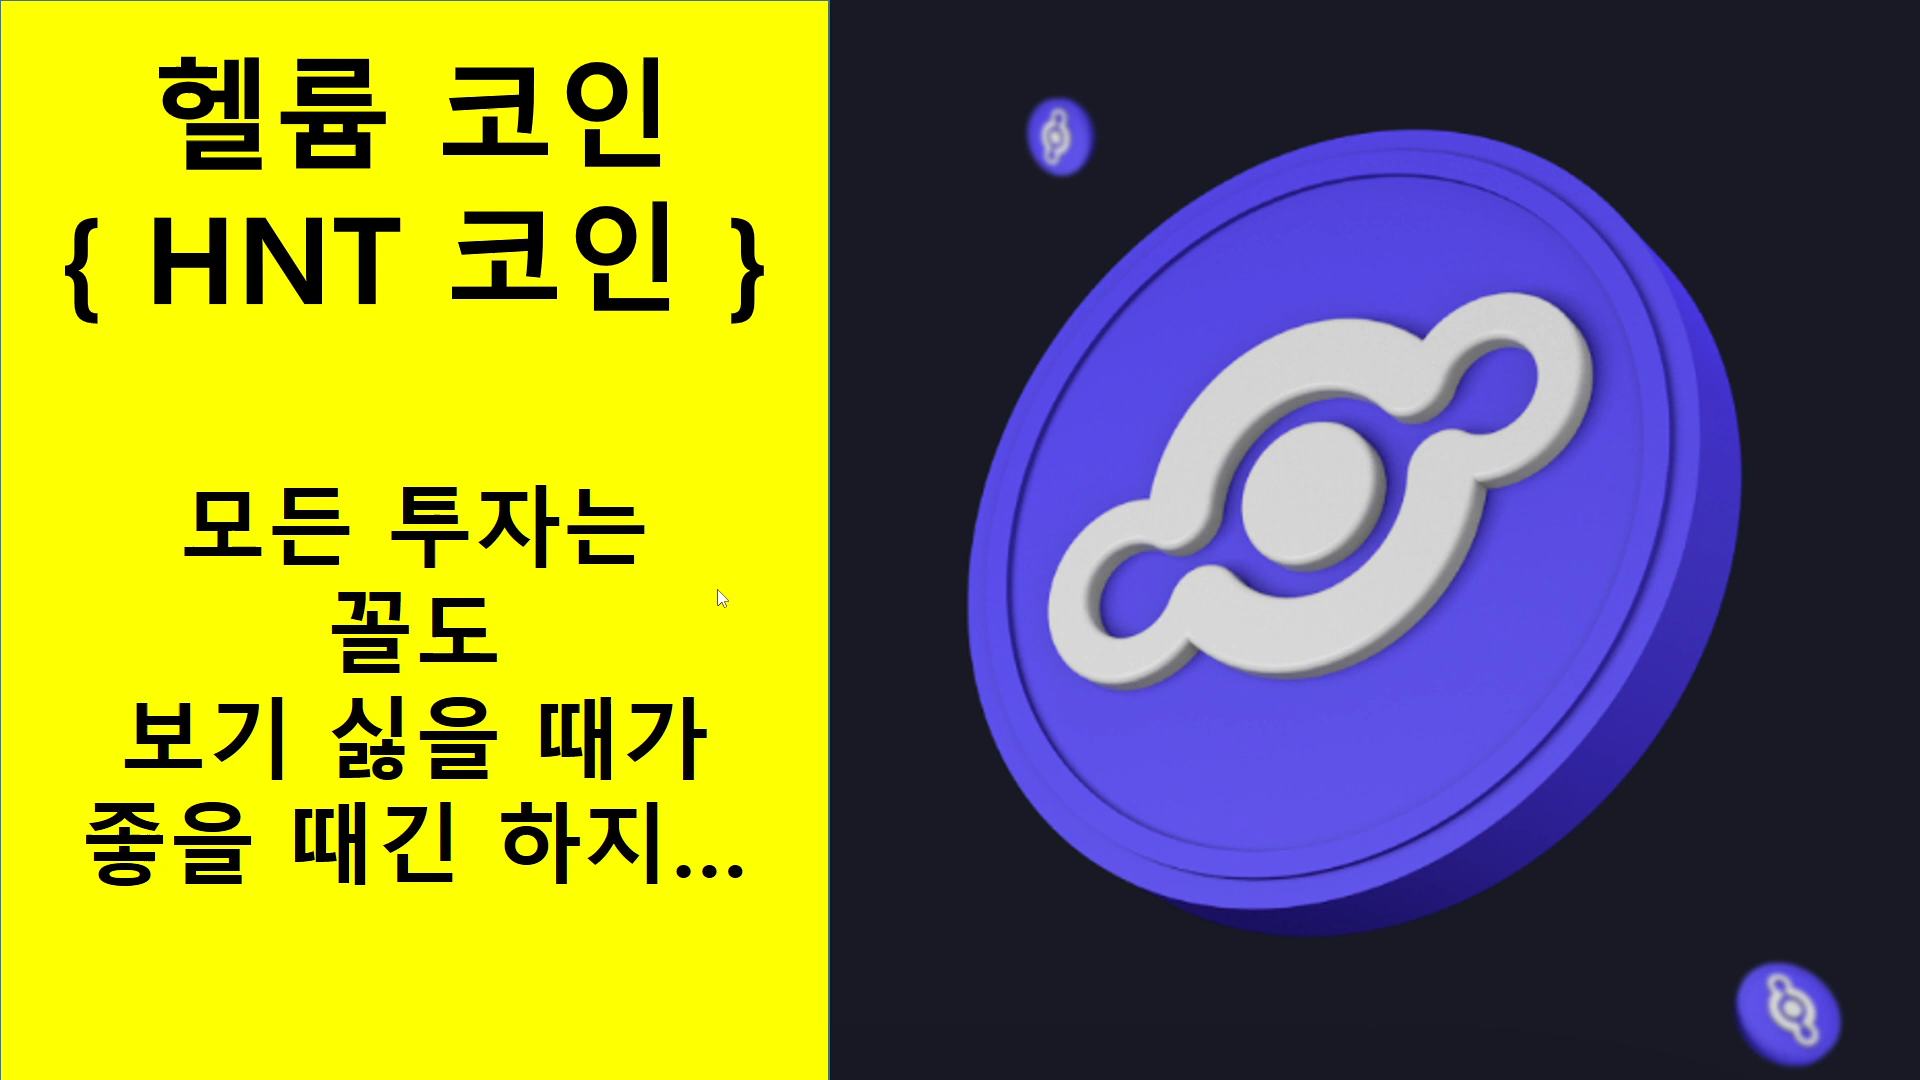 헬륨 코인
{ HNT 코인 }
모든 투자는
꼴도
보기 싫을 때가
좋을 때긴 하지...